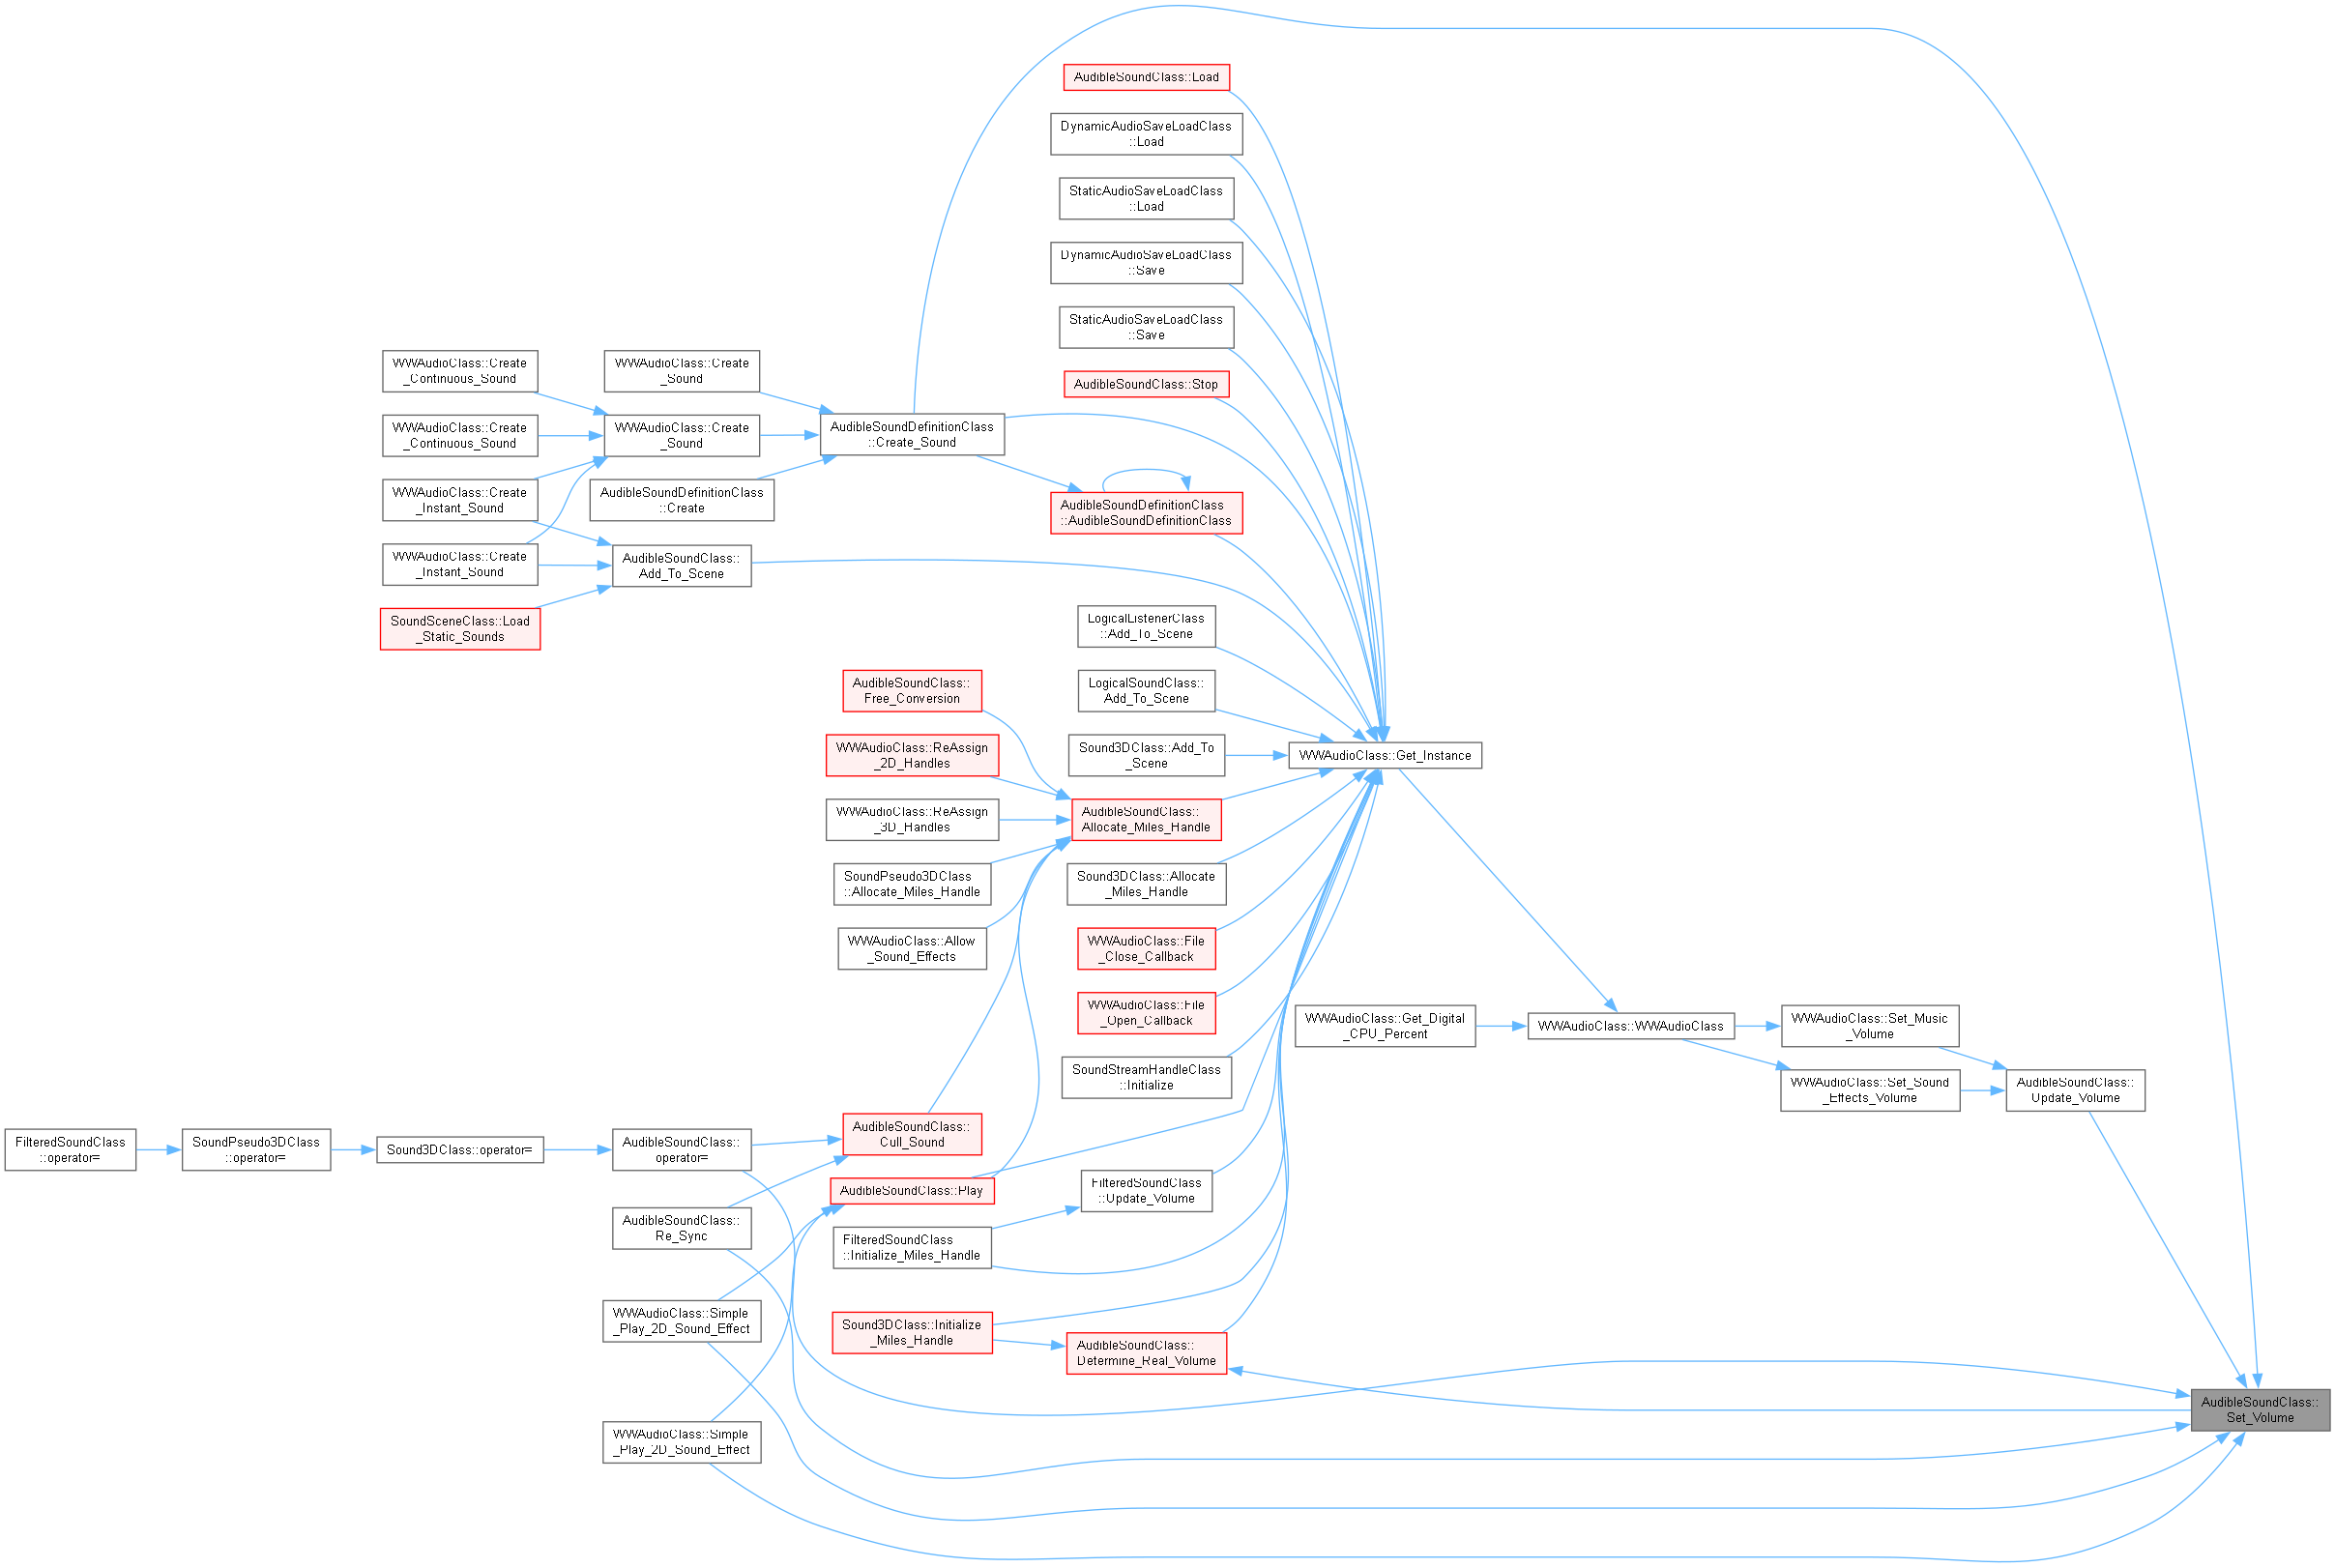 AudibleSoundClass::Load
DynamicAudioSaveLoadClass
::Load
StaticAudioSaveLoadClass
::Load
DynamicAudioSaveLoadClass
::Save
StaticAudioSaveLoadClass
::Save
AudibleSoundClass::Stop
WWAudioClass::Create
_Continuous_Sound
WWAudioClass::Create
_Sound
WWAudioClass::Create
_Continuous_Sound
WWAudioClass::Create
_Sound
AudibleSoundDefinitionClass
::Create_Sound
WWAudioClass::Create
_Instant_Sound
AudibleSoundDefinitionClass
::Create
AudibleSoundDefinitionClass
::AudibleSoundDefinitionClass
WWAudioClass::Create
_Instant_Sound
AudibleSoundClass::
Add_To_Scene
SoundSceneClass::Load
_Static_Sounds
LogicalListenerClass
::Add_To_Scene
AudibleSoundClass::
Free_Conversion
LogicalSoundClass::
Add_To_Scene
WWAudioClass::ReAssign
_2D_Handles
Sound3DClass::Add_To
_Scene
WWAudioClass::Get_Instance
WWAudioClass::ReAssign
_3D_Handles
AudibleSoundClass::
Allocate_Miles_Handle
SoundPseudo3DClass
::Allocate_Miles_Handle
Sound3DClass::Allocate
_Miles_Handle
WWAudioClass::Allow
_Sound_Effects
WWAudioClass::File
_Close_Callback
WWAudioClass::File
_Open_Callback
WWAudioClass::Get_Digital
_CPU_Percent
WWAudioClass::WWAudioClass
WWAudioClass::Set_Music
_Volume
SoundStreamHandleClass
::Initialize
WWAudioClass::Set_Sound
_Effects_Volume
AudibleSoundClass::
Update_Volume
FilteredSoundClass
::operator=
SoundPseudo3DClass
::operator=
Sound3DClass::operator=
AudibleSoundClass::
operator=
AudibleSoundClass::
Cull_Sound
AudibleSoundClass::Play
FilteredSoundClass
::Update_Volume
AudibleSoundClass::
Re_Sync
FilteredSoundClass
::Initialize_Miles_Handle
WWAudioClass::Simple
_Play_2D_Sound_Effect
Sound3DClass::Initialize
_Miles_Handle
AudibleSoundClass::
Determine_Real_Volume
AudibleSoundClass::
Set_Volume
WWAudioClass::Simple
_Play_2D_Sound_Effect